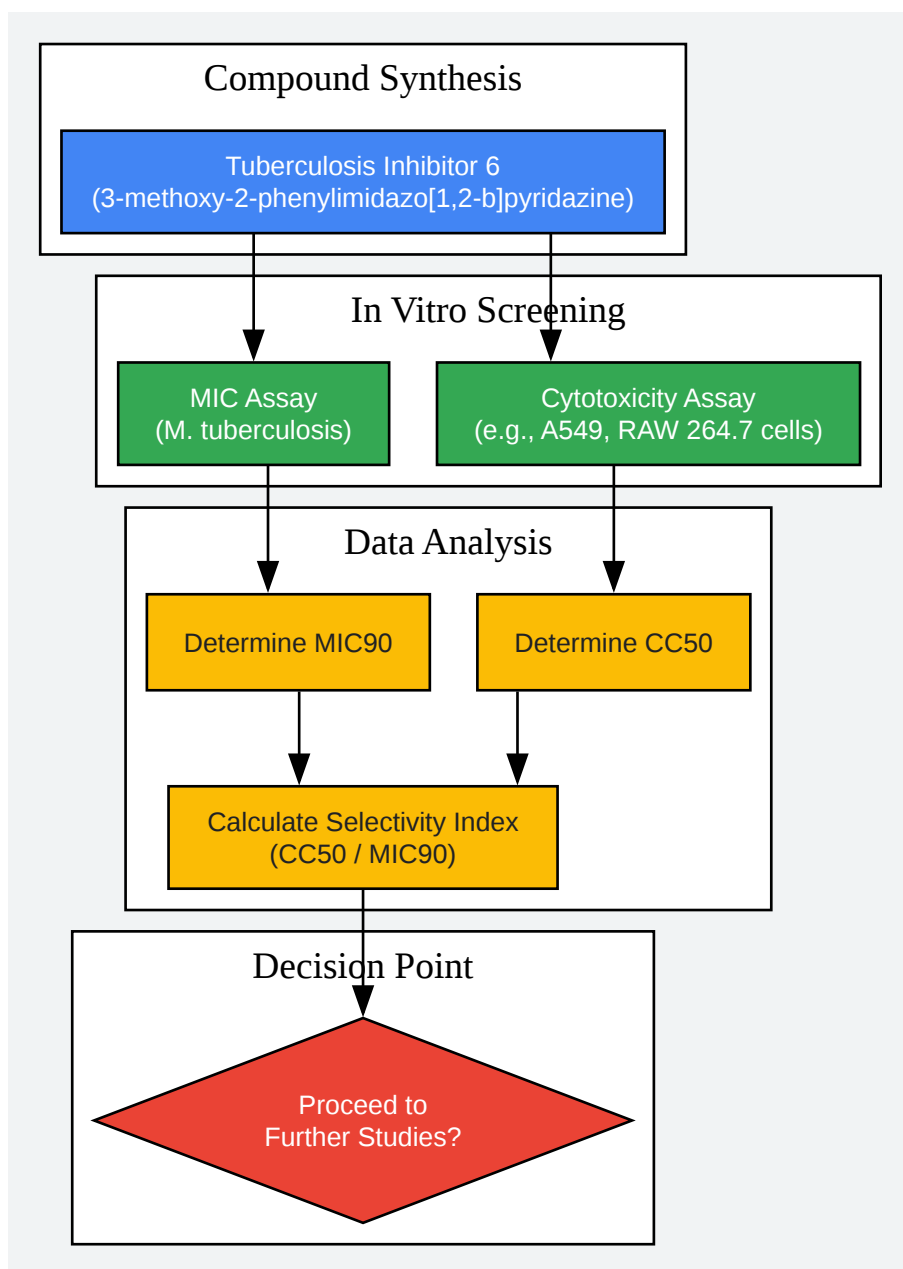 Compound Synthesis
Tuberculosis Inhibitor 6
(3-methoxy-2-phenylimidazo[1,2-b]pyridazine)
In Vitro Screening
MIC Assay
(M. tuberculosis)
Cytotoxicity Assay
(e.g., A549, RAW 264.7 cells)
Data Analysis
Determine MIC90
Determine CC50
Calculate Selectivity Index
(CC50 / MIC90)
Decision Point
Proceed to
Further Studies?